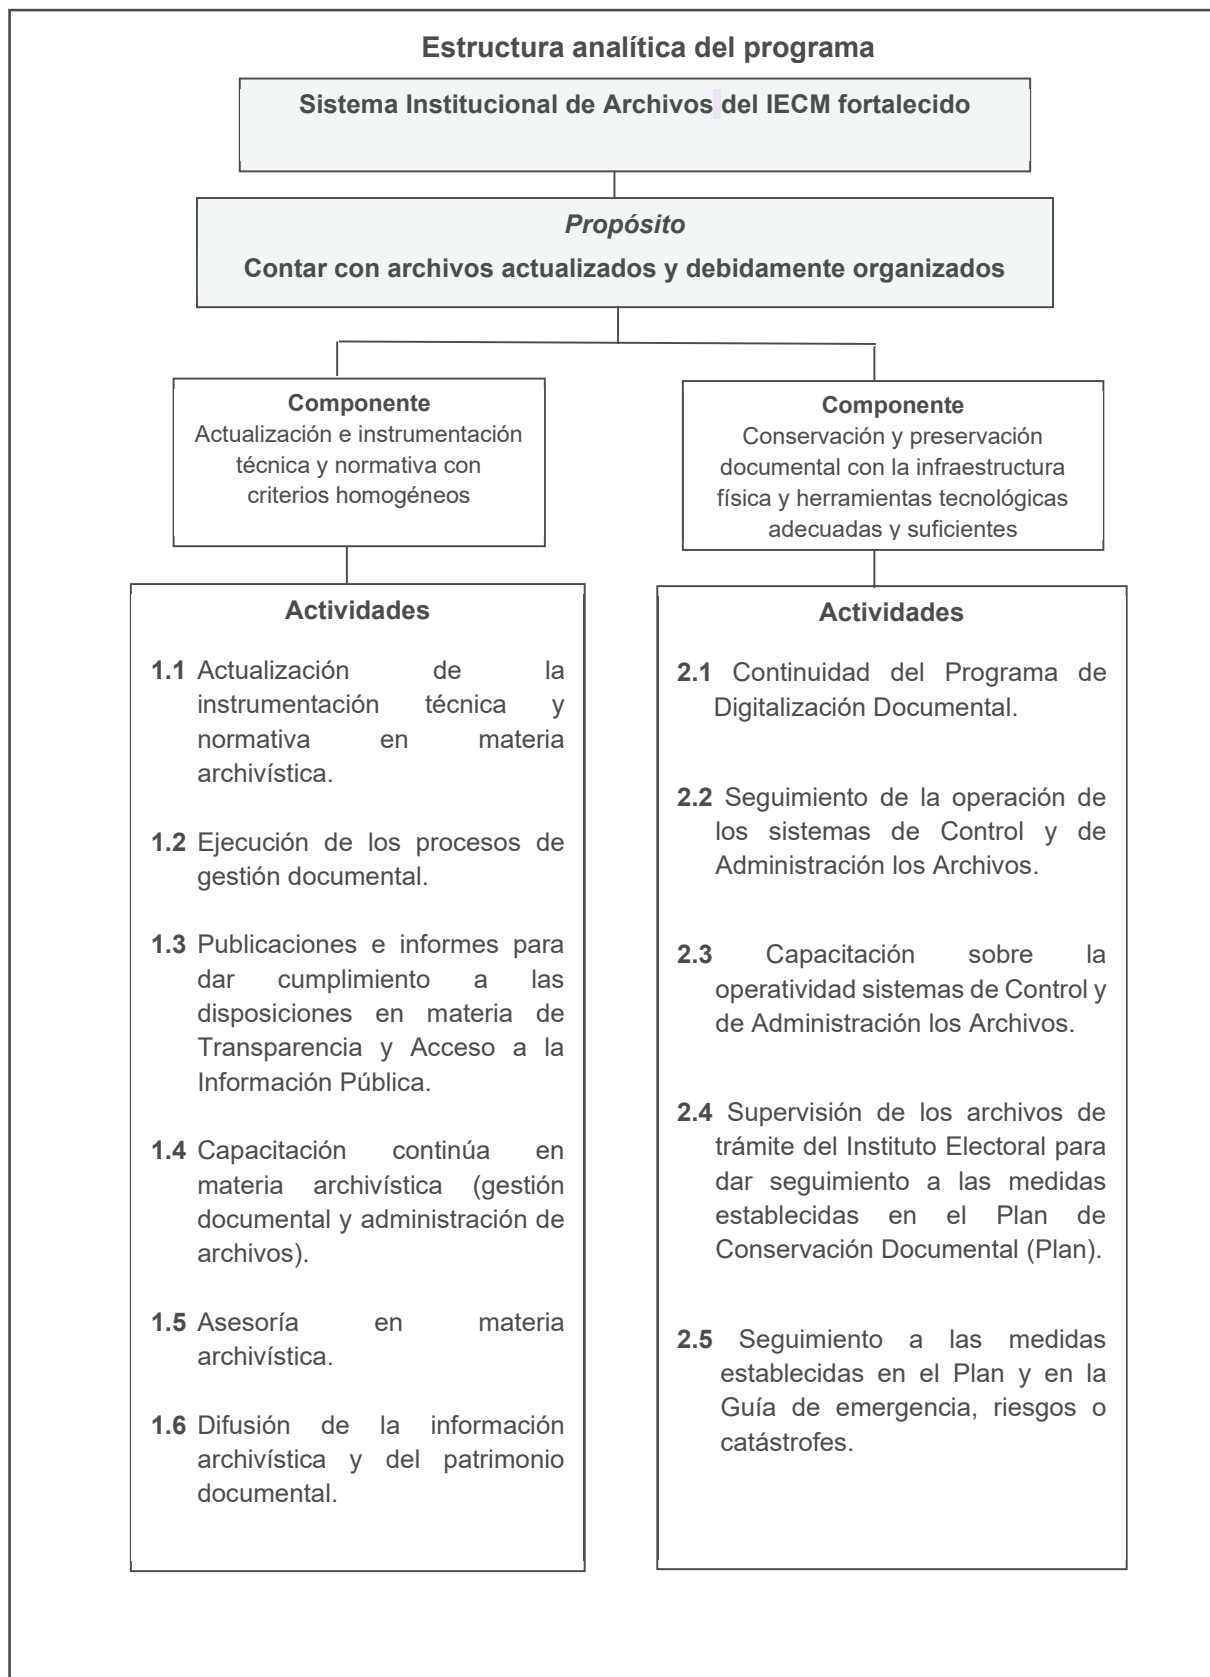 Estructura analítica del programa
Sistema Institucional de Archivos del IECM fortalecido
Propósito
Contar con archivos actualizados y debidamente organizados
Componente
Actualización e instrumentación
técnica y normativa con
criterios homogéneos
Componente
Conservación y preservación
documental con la infraestructura
física y herramientas tecnológicas
adecuadas y suficientes
Actividades
1.1 Actualización de la
instrumentación técnica y
normativa en materia
archivística.
1.2 Ejecución de los procesos de
gestión documental.
1.3 Publicaciones e informes para
dar cumplimiento a las
disposiciones en materia de
Transparencia y Acceso a la
Información Pública.
1.4 Capacitación continúa en
materia archivística (gestión
documental y administración de
archivos).
1.5 Asesoría en materia
archivística.
1.6 Difusión de la información
archivística y del patrimonio
documental.
Actividades
2.1 Continuidad del Programa de
Digitalización Documental.
2.2 Seguimiento de la operación de
los sistemas de Control y de
Administración los Archivos.
2.3 Capacitación sobre la
operatividad sistemas de Control y
de Administración los Archivos.
2.4 Supervisión de los archivos de
trámite del Instituto Electoral para
dar seguimiento a las medidas
establecidas en el Plan de
Conservación Documental (Plan).
2.5 Seguimiento a las medidas
establecidas en el Plan y en la
Guía de emergencia, riesgos o
catástrofes.